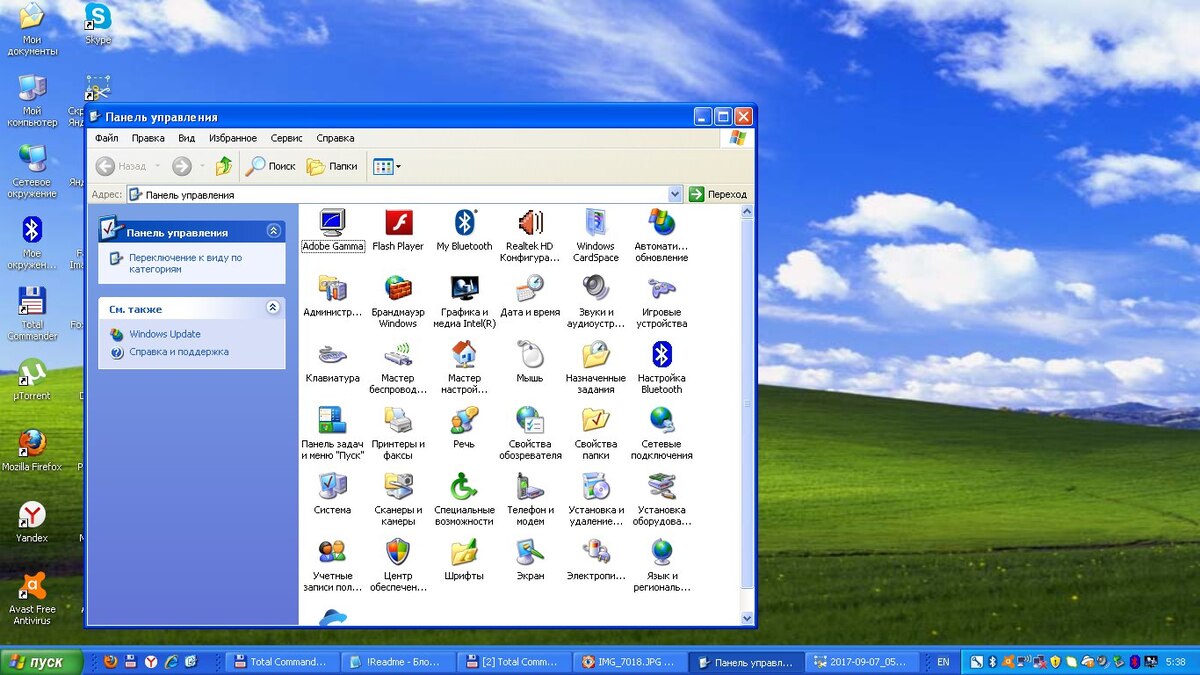 Мои
документы
Skype
Мой
компьютер
Сетевое
окружение
Мое
окружен...
Total
Commander
µTorrent
Mozilla Firefox
Yandex
Avast Free
Antivirus
Панель управления
Файл Правка Вид Избранное Сервис Справка
Назад Поиск Папки
Адрес: Панель управления Переход
Панель управления
Переключение к виду по
категориям
См. также
Windows Update
Справка и поддержка
Adobe Gamma
Flash Player
My Bluetooth
Realtek HD
Конфигура...
Windows
CardSpace
Автомати...
обновление
Администр...
Брандмауэр
Windows
Графика и
медиа Intel(R)
Дата и время
Звуки и
аудиоустр...
Игровые
устройства
Клавиатура
Мастер
беспровод...
Мастер
настрой...
Мышь
Назначенные
задания
Настройка
Bluetooth
Панель задач
и меню "Пуск"
Принтеры и
факсы
Речь
Свойства
обозревателя
Свойства
папки
Сетевые
подключения
Система
Сканеры и
камеры
Специальные
возможности
Телефон и
модем
Установка и
удаление...
Установка
оборудова...
Учетные
записи пол...
Центр
обеспечен...
Шрифты
Экран
Электропи...
Язык и
региональ...
пуск
Total Command...
!Readme - Бло...
[2] Total Comm...
IMG_7018.JPG ...
Панель управл...
2017-09-07_05...
EN
5:38